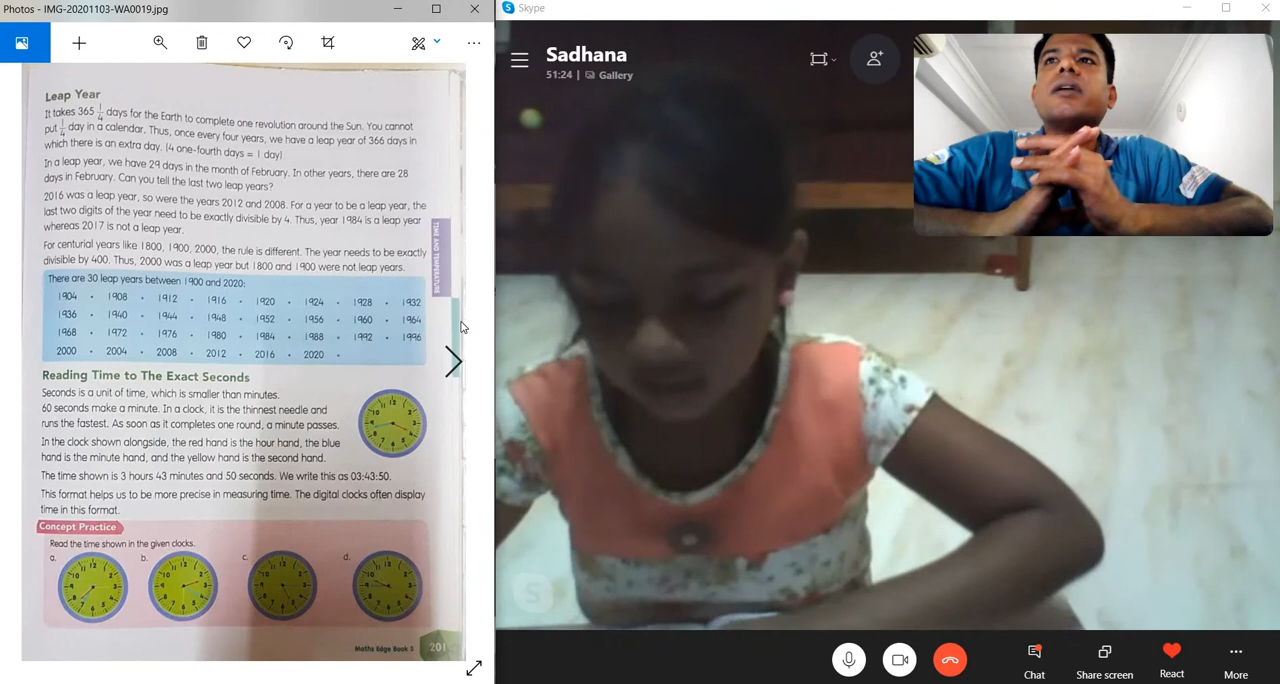 Photos - IMG-20201103-WA0019.jpg
Leap Year
It takes 365 1/4 days for the Earth to complete one revolution around the Sun. You cannot
put 1/4 day in a calendar. Thus, once every four years, we have a leap year of 366 days in
which there is an extra day. (4 one-fourth days = 1 day)
In a leap year, we have 29 days in the month of February. In other years, there are 28
days in February. Can you tell the last two leap years?
2016 was a leap year, so were the years 2012 and 2008. For a year to be a leap year, the
last two digits of the year need to be exactly divisible by 4. Thus, year 1984 is a leap year
whereas 2017 is not a leap year.
For centurial years like 1800, 1900, 2000, the rule is different. The year needs to be exactly
divisible by 400. Thus, 2000 was a leap year but 1800 and 1900 were not leap years.
TIME AND TEMPERATURE
There are 30 leap years between 1900 and 2020:
1904 • 1908 • 1912 • 1916 • 1920 • 1924 • 1928 • 1932
1936 • 1940 • 1944 • 1948 • 1952 • 1956 • 1960 • 1964
1968 • 1972 • 1976 • 1980 • 1984 • 1988 • 1992 • 1996
2000 • 2004 • 2008 • 2012 • 2016 • 2020 •
Reading Time to The Exact Seconds
Seconds is a unit of time, which is smaller than minutes.
60 seconds make a minute. In a clock, it is the thinnest needle and
runs the fastest. As soon as it completes one round, a minute passes.
In the clock shown alongside, the red hand is the hour hand, the blue
hand is the minute hand, and the yellow hand is the second hand.
The time shown is 3 hours 43 minutes and 50 seconds. We write this as 03:43:50.
This format helps us to be more precise in measuring time. The digital clocks often display
time in this format.
Concept Practice
Read the time shown in the given clocks.
a. b. c. d.
Maths Edge Book 3 201
Skype
Sadhana
51:24 | Gallery
Chat
Share screen
React
More